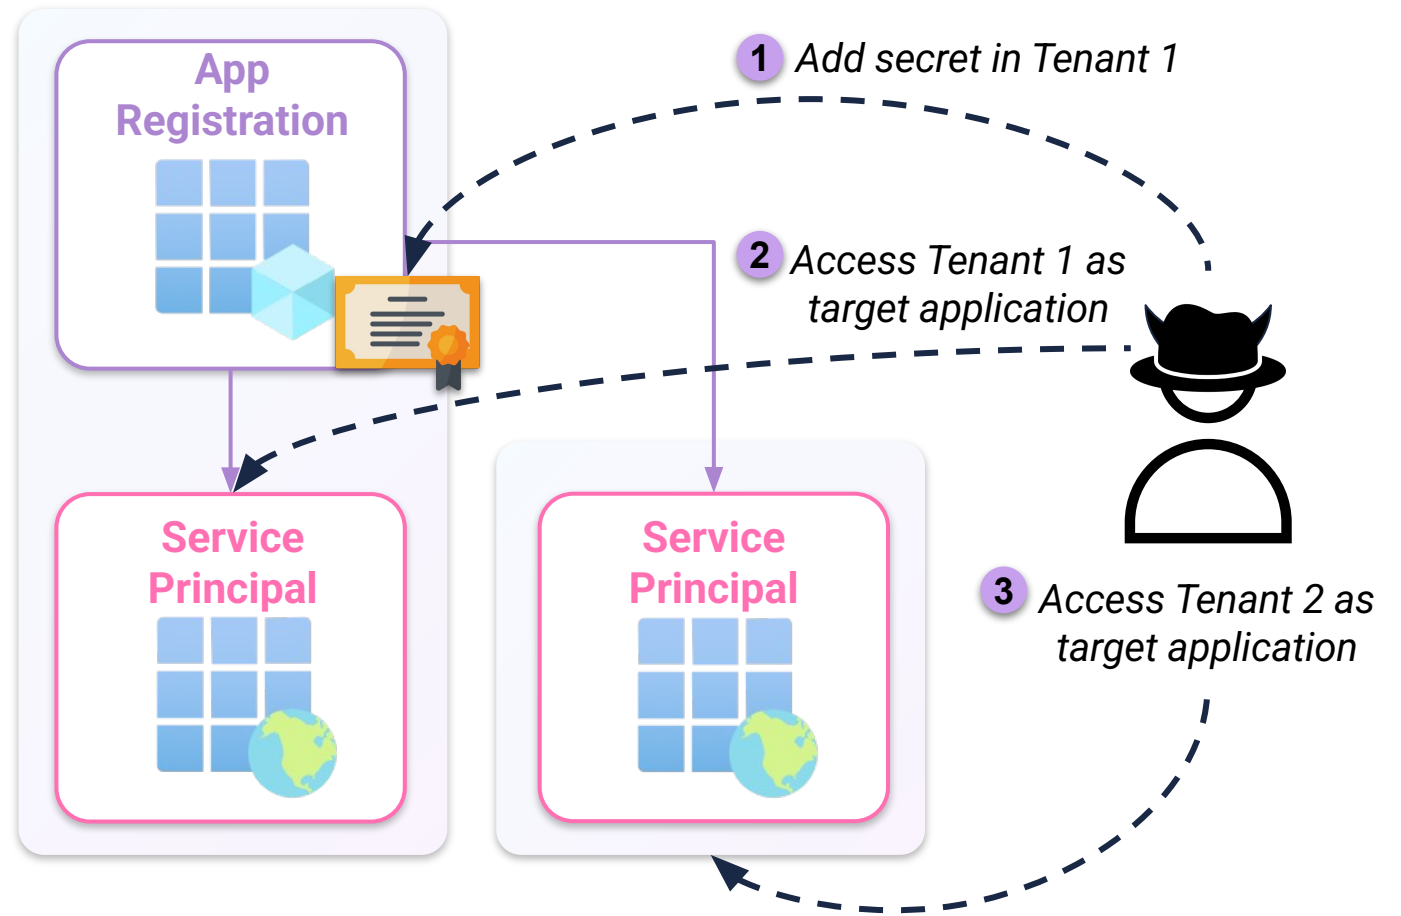 App
Registration
1 Add secret in Tenant 1
2 Access Tenant 1 as
target application
Service
Principal
Service
Principal
3 Access Tenant 2 as
target application